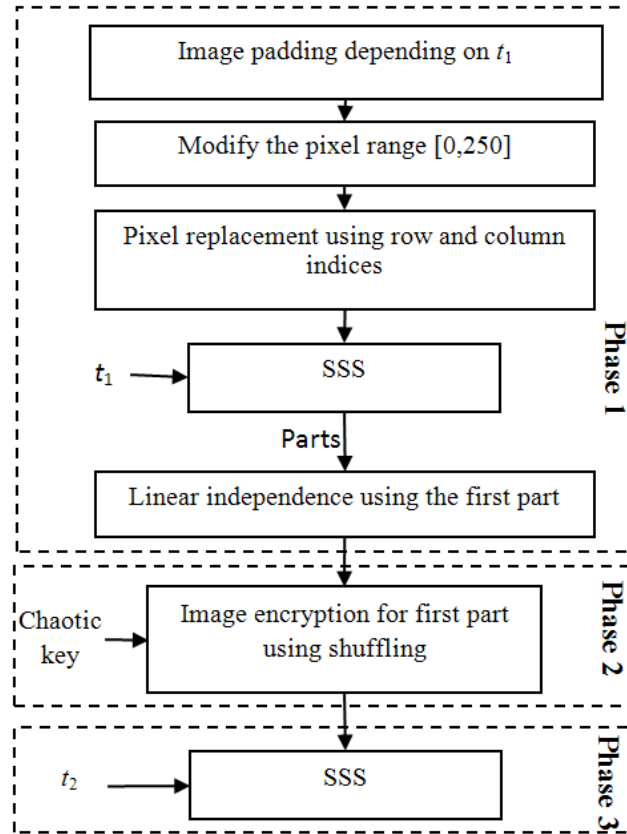 Image padding depending on t₁
Modify the pixel range [0,250]
Pixel replacement using row and column
indices
t₁
SSS
Parts
Linear independence using the first part
Phase 1
Chaotic
key
Image encryption for first part
using shuffling
Phase 2
t₂
SSS
Phase 3